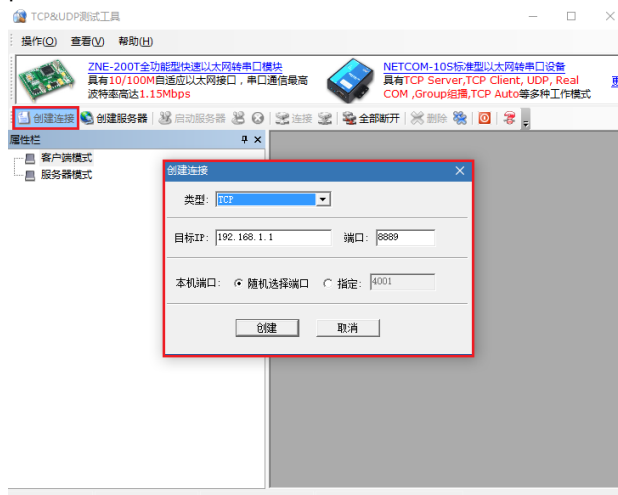 TCP&UDP测试工具
操作(O) 查看(V) 帮助(H)
ZNE-200T全功能型快速以太网转串口模块
具有10/100M自适应以太网接口，串口通信最高
波特率高达1.15Mbps
NETCOM-10S标准型以太网转串口设备
具有TCP Server,TCP Client, UDP, Real
COM ,Group组播,TCP Auto等多种工作模式
创建连接 创建服务器 启动服务器 连接 全部断开 删除
属性栏
客户端模式
服务器模式
创建连接
类型: TCP
目标IP: 192.168.1.1 端口: 8889
本机端口: 随机选择端口 指定: 4001
创建 取消